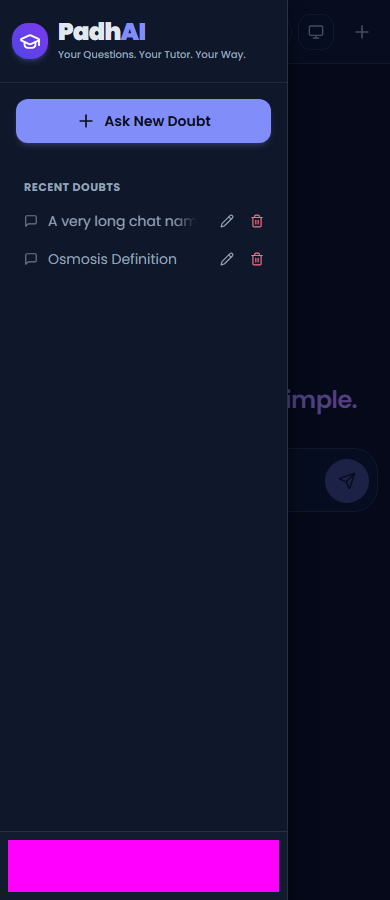 PadhAI
Your Questions. Your Tutor. Your Way.
Ask New Doubt
RECENT DOUBTS
A very long chat nam
Osmosis Definition
imple.